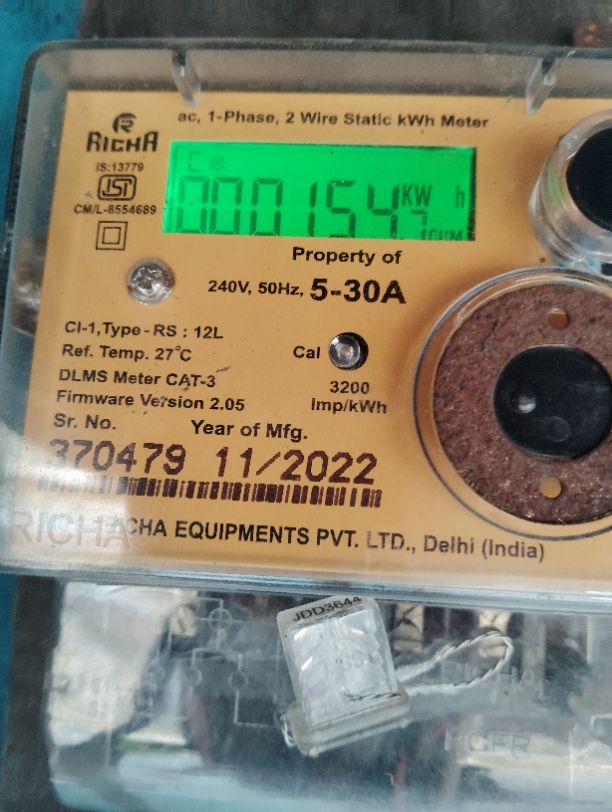 ac, 1-Phase, 2 Wire Static kWh Meter
RICHA
IS:13779
CM/L-8554689
C
0001547
KW h
Property of
240V, 50Hz, 5-30A
Cl-1,Type-RS : 12L
Ref. Temp. 27°C
Cal
DLMS Meter CAT-3
3200
Imp/kWh
Firmware Version 2.05
Sr. No. Year of Mfg.
370479 11/2022
RICHA
CHA EQUIPMENTS PVT. LTD., Delhi (India)
JDD3644
RICHA